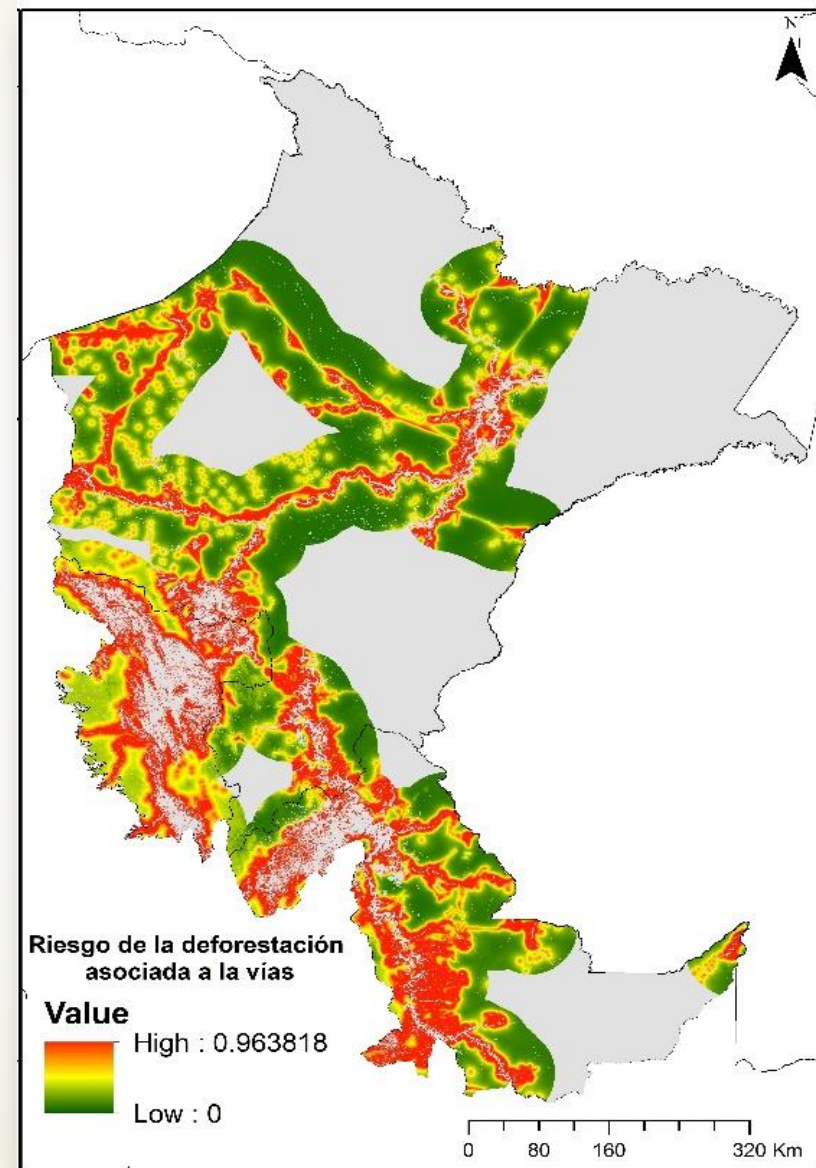 N
Riesgo de la deforestación
asociada a la vías
Value
High : 0.963818
Low : 0
0 80 160 320 Km